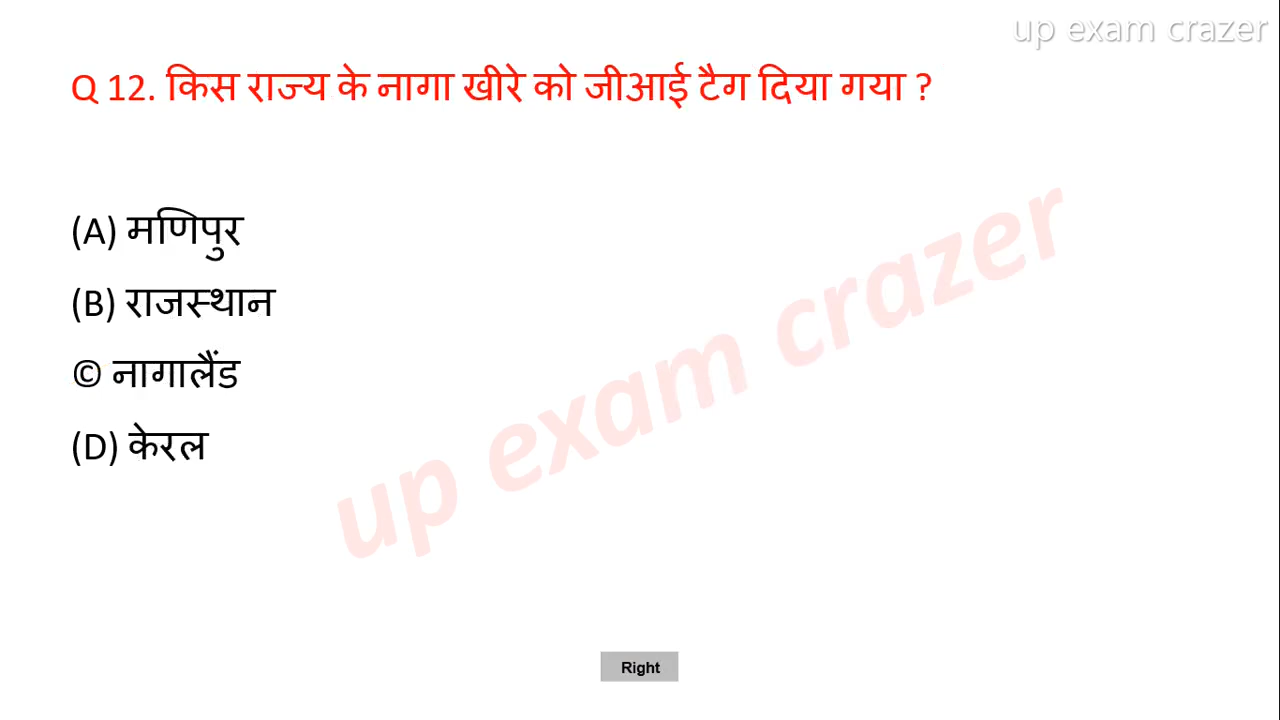 up exam crazer
Q 12. किस राज्य के नागा खीरे को जीआई टैग दिया गया ?
(A) मणिपुर
(B) राजस्थान
© नागालैंड
(D) केरल
up exam crazer
Right